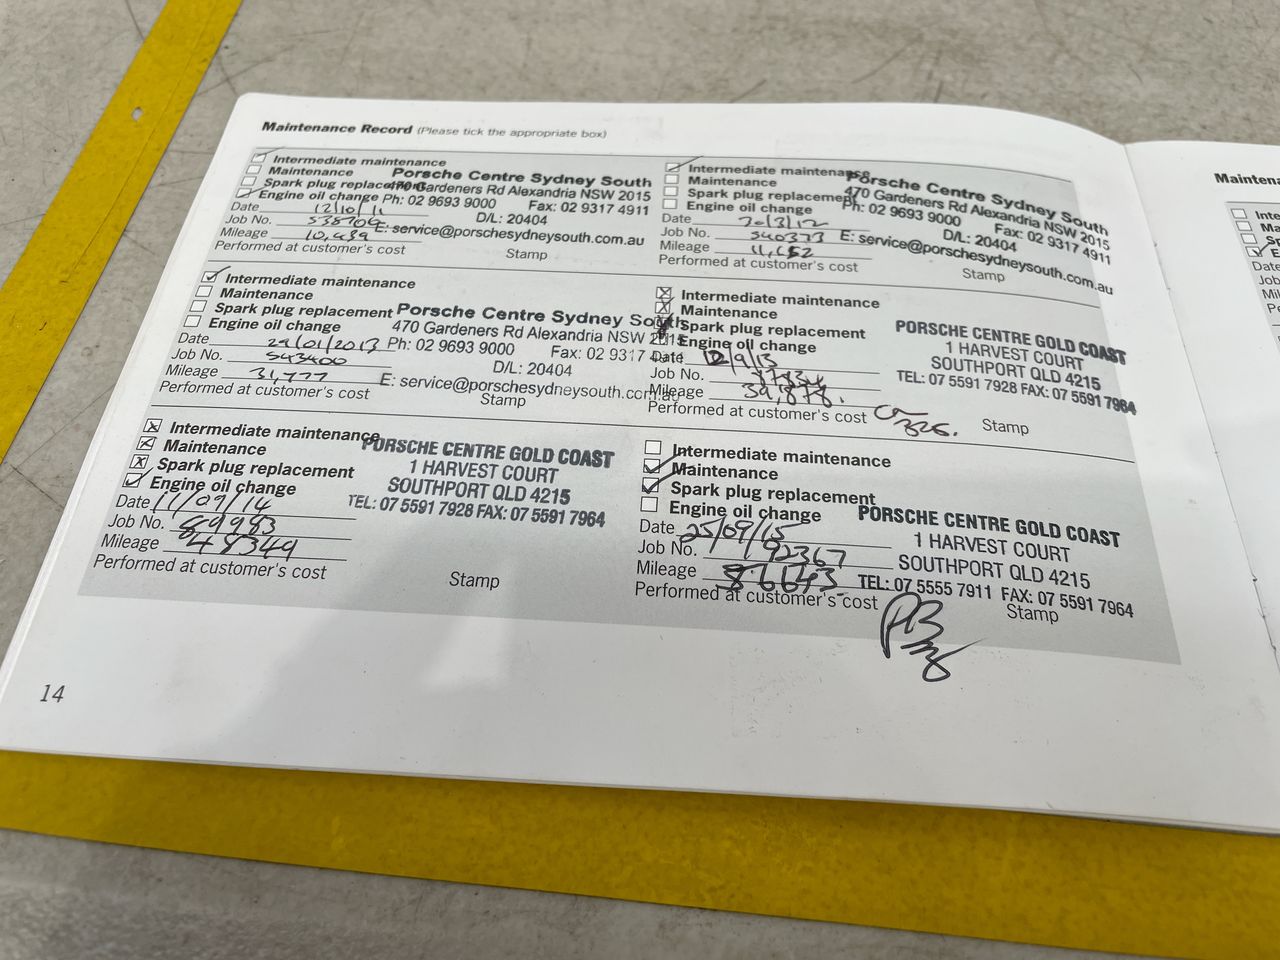 Maintenance Record (Please tick the appropriate box)
Intermediate maintenance
Maintenance
Spark plug replacement
Engine oil change
Date 12/10/11
Job No.
Mileage 10,439
Performed at customer's cost
Porsche Centre Sydney South
470 Gardeners Rd Alexandria NSW 2015
Ph: 02 9693 9000 Fax: 02 9317 4911
D/L: 20404
E: service@porschesydneysouth.com.au
Stamp
Intermediate maintenance
Maintenance
Spark plug replacement
Engine oil change
Date 20/3/12
Job No. 540373
Mileage 11,652
Performed at customer's cost
Porsche Centre Sydney South
470 Gardeners Rd Alexandria NSW 2015
Ph: 02 9693 9000 Fax: 02 9317 4911
D/L: 20404
E: service@porschesydneysouth.com.au
Stamp
Intermediate maintenance
Maintenance
Spark plug replacement
Engine oil change
Date 29/01/2013
Job No. 543400
Mileage 31,777
Performed at customer's cost
Porsche Centre Sydney South
470 Gardeners Rd Alexandria NSW 2015
Ph: 02 9693 9000 Fax: 02 9317 4911
D/L: 20404
E: service@porschesydneysouth.com.au
Stamp
Intermediate maintenance
Maintenance
Spark plug replacement
Engine oil change
Date 12/9/13
Job No. 87834
Mileage 39,878.
Performed at customer's cost
PORSCHE CENTRE GOLD COAST
1 HARVEST COURT
SOUTHPORT QLD 4215
TEL: 07 5591 7928 FAX: 07 5591 7964
Stamp
Intermediate maintenance
Maintenance
Spark plug replacement
Engine oil change
Date 11/09/14
Job No. 89983
Mileage 48349
Performed at customer's cost
PORSCHE CENTRE GOLD COAST
1 HARVEST COURT
SOUTHPORT QLD 4215
TEL: 07 5591 7928 FAX: 07 5591 7964
Stamp
Intermediate maintenance
Maintenance
Spark plug replacement
Engine oil change
Date 25/09/15
Job No. 92367
Mileage 86643
Performed at customer's cost
PORSCHE CENTRE GOLD COAST
1 HARVEST COURT
SOUTHPORT QLD 4215
TEL: 07 5555 7911 FAX: 07 5591 7964
Stamp
14